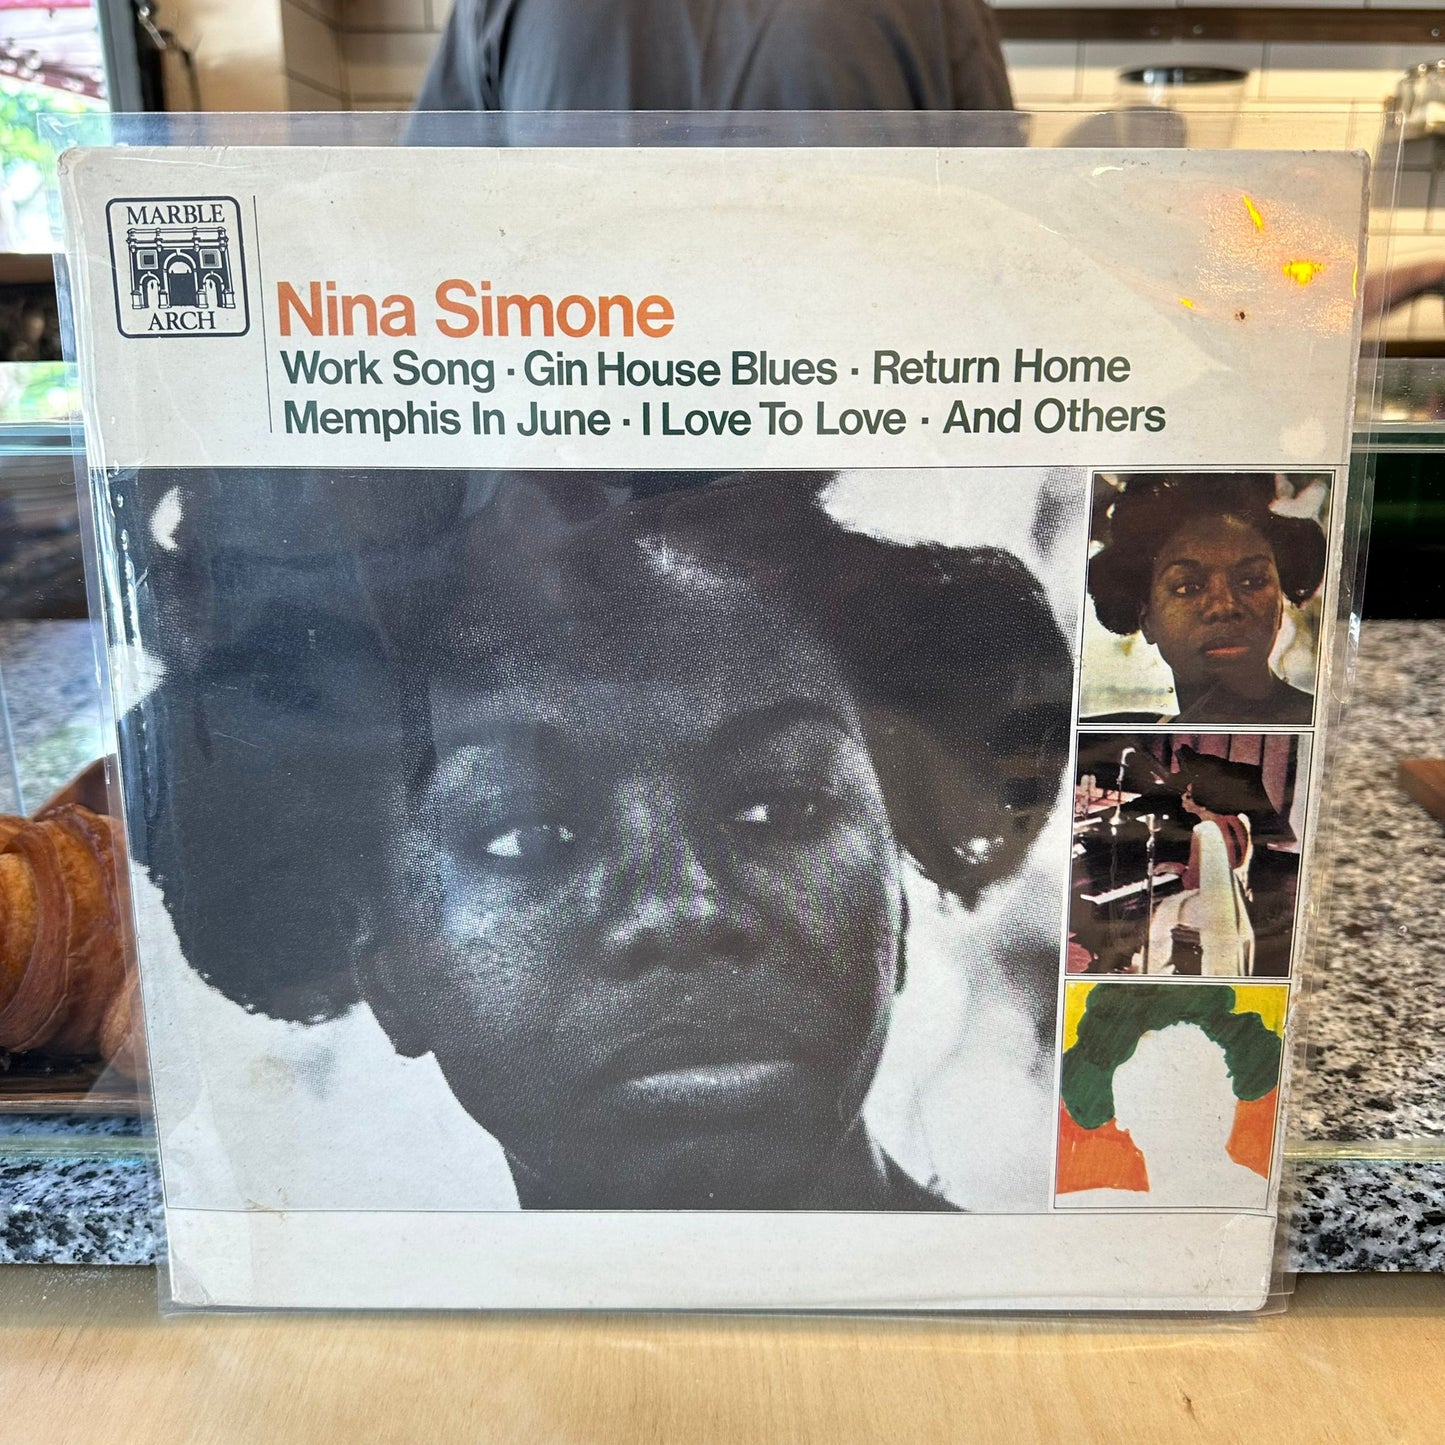 MARBLE
ARCH
Nina Simone
Work Song · Gin House Blues · Return Home
Memphis In June · I Love To Love · And Others